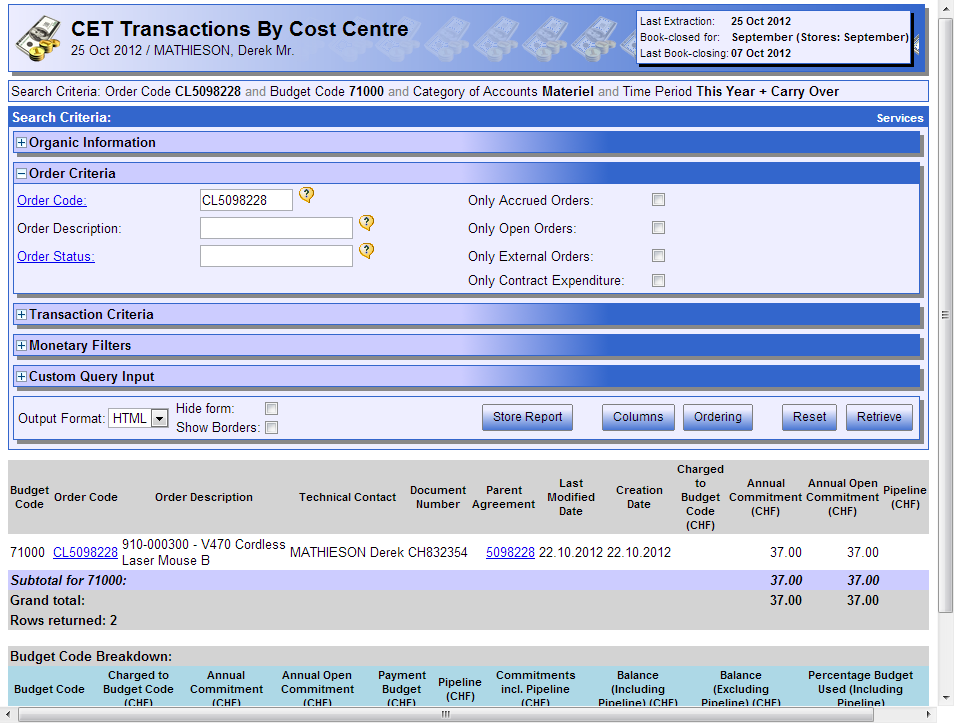 CET Transactions By Cost Centre
25 Oct 2012 / MATHIESON, Derek Mr.
Last Extraction: 25 Oct 2012
Book-closed for: September (Stores: September)
Last Book-closing: 07 Oct 2012
Search Criteria: Order Code CL5098228 and Budget Code 71000 and Category of Accounts Materiel and Time Period This Year + Carry Over
Search Criteria: Services
Organic Information
Order Criteria
Order Code: CL5098228 Only Accrued Orders:
Order Description: Only Open Orders:
Order Status: Only External Orders:
Only Contract Expenditure:
Transaction Criteria
Monetary Filters
Custom Query Input
Output Format: HTML Hide form:
Show Borders:
Store Report Columns Ordering Reset Retrieve
Budget Code Order Code Order Description Technical Contact Document Number Parent Agreement Last Modified Date Creation Date Charged to Budget Code (CHF) Annual Commitment (CHF) Annual Open Commitment (CHF) Pipeline (CHF)
71000 CL5098228 910-000300 - V470 Cordless Laser Mouse B MATHIESON Derek CH832354 5098228 22.10.2012 22.10.2012 37.00 37.00
Subtotal for 71000: 37.00 37.00
Grand total: 37.00 37.00
Rows returned: 2
Budget Code Breakdown:
Budget Code Charged to Budget Code (CHF) Annual Commitment (CHF) Annual Open Commitment (CHF) Payment Budget (CHF) Pipeline (CHF) Commitments incl. Pipeline (CHF) Balance (Including Pipeline) (CHF) Balance (Excluding Pipeline) (CHF) Percentage Budget Used (Including Pipeline)